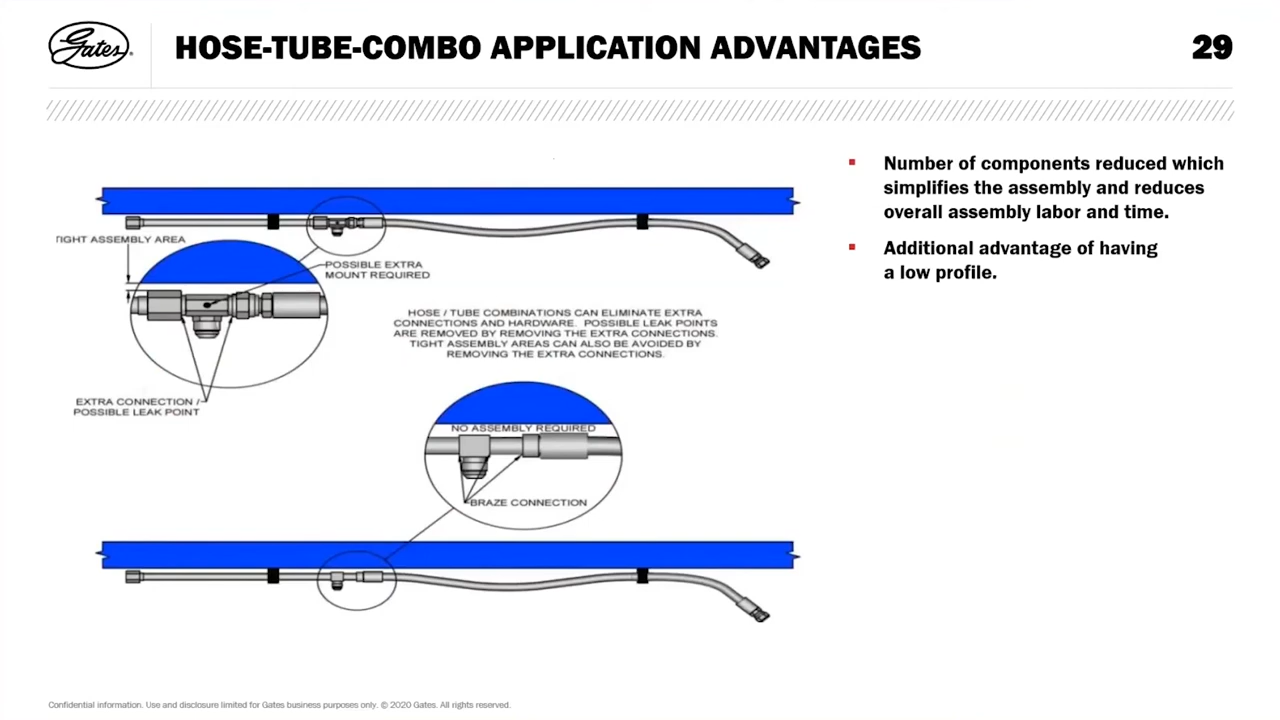 Gates
HOSE-TUBE-COMBO APPLICATION ADVANTAGES
29
TIGHT ASSEMBLY AREA
POSSIBLE EXTRA
MOUNT REQUIRED
EXTRA CONNECTION /
POSSIBLE LEAK POINT
HOSE / TUBE COMBINATIONS CAN ELIMINATE EXTRA
CONNECTIONS AND HARDWARE. POSSIBLE LEAK POINTS
ARE REMOVED BY REMOVING THE EXTRA CONNECTIONS.
TIGHT ASSEMBLY AREAS CAN ALSO BE AVOIDED BY
REMOVING THE EXTRA CONNECTIONS.
NO ASSEMBLY REQUIRED
BRAZE CONNECTION
Number of components reduced which
simplifies the assembly and reduces
overall assembly labor and time.
Additional advantage of having
a low profile.
Confidential information. Use and disclosure limited for Gates business purposes only. © 2020 Gates. All rights reserved.